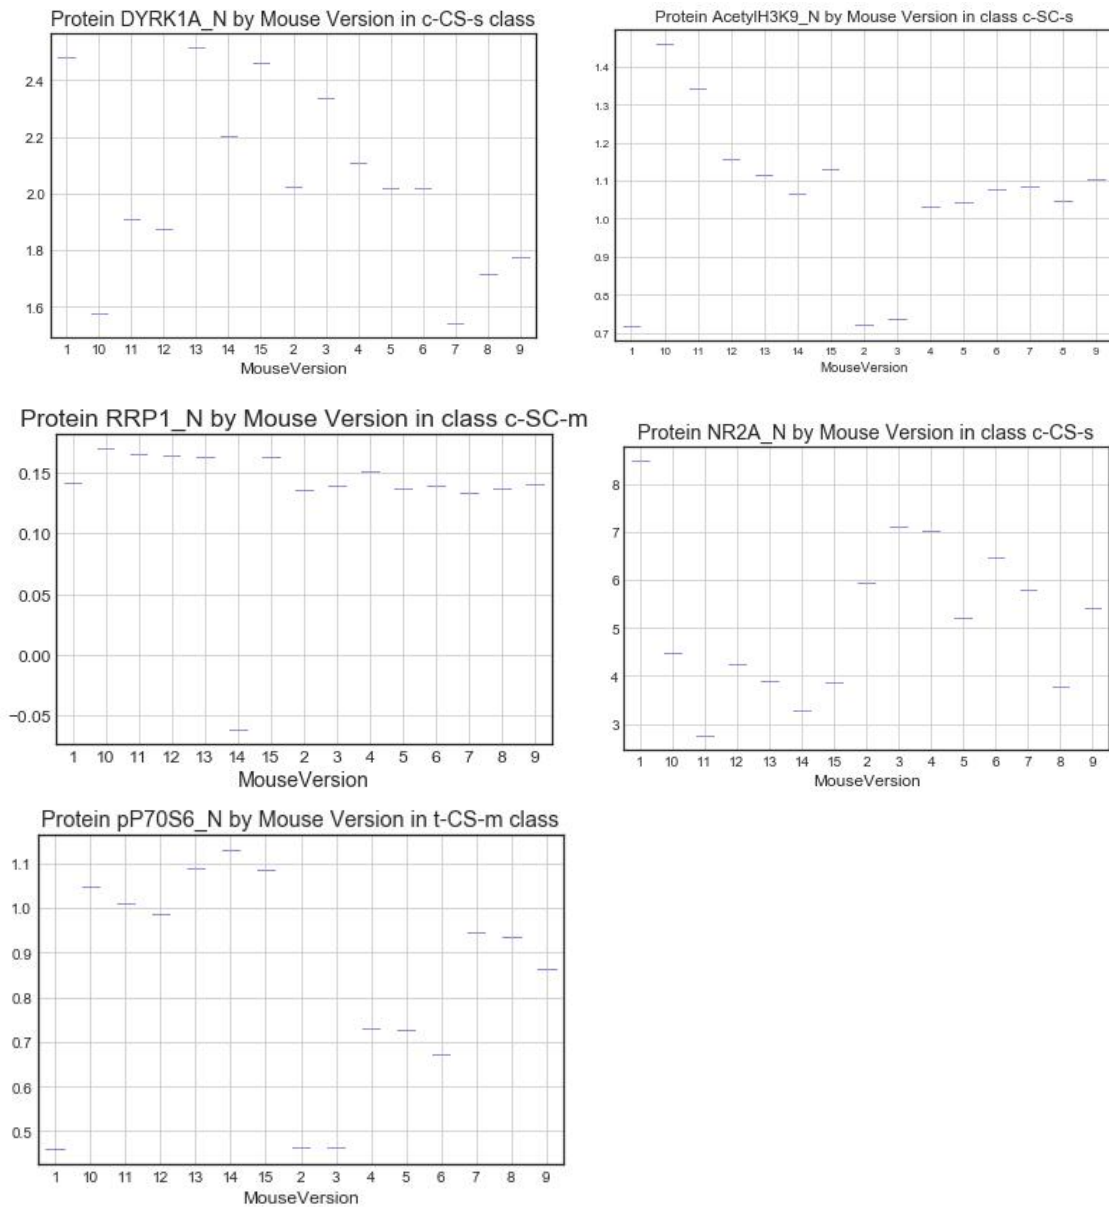 Protein DYRK1A_N by Mouse Version in c-CS-s class
2.4
2.2
2.0
1.8
1.6
1 10 11 12 13 14 15 2 3 4 5 6 7 8 9
MouseVersion
Protein AcetylH3K9_N by Mouse Version in class c-SC-s
1.4
1.3
1.2
1.1
1.0
0.9
0.8
0.7
1 10 11 12 13 14 15 2 3 4 5 6 7 8 9
MouseVersion
Protein RRP1_N by Mouse Version in class c-SC-m
0.15
0.10
0.05
0.00
−0.05
1 10 11 12 13 14 15 2 3 4 5 6 7 8 9
MouseVersion
Protein NR2A_N by Mouse Version in class c-CS-s
8
7
6
5
4
3
1 10 11 12 13 14 15 2 3 4 5 6 7 8 9
MouseVersion
Protein pP70S6_N by Mouse Version in t-CS-m class
1.1
1.0
0.9
0.8
0.7
0.6
0.5
1 10 11 12 13 14 15 2 3 4 5 6 7 8 9
MouseVersion